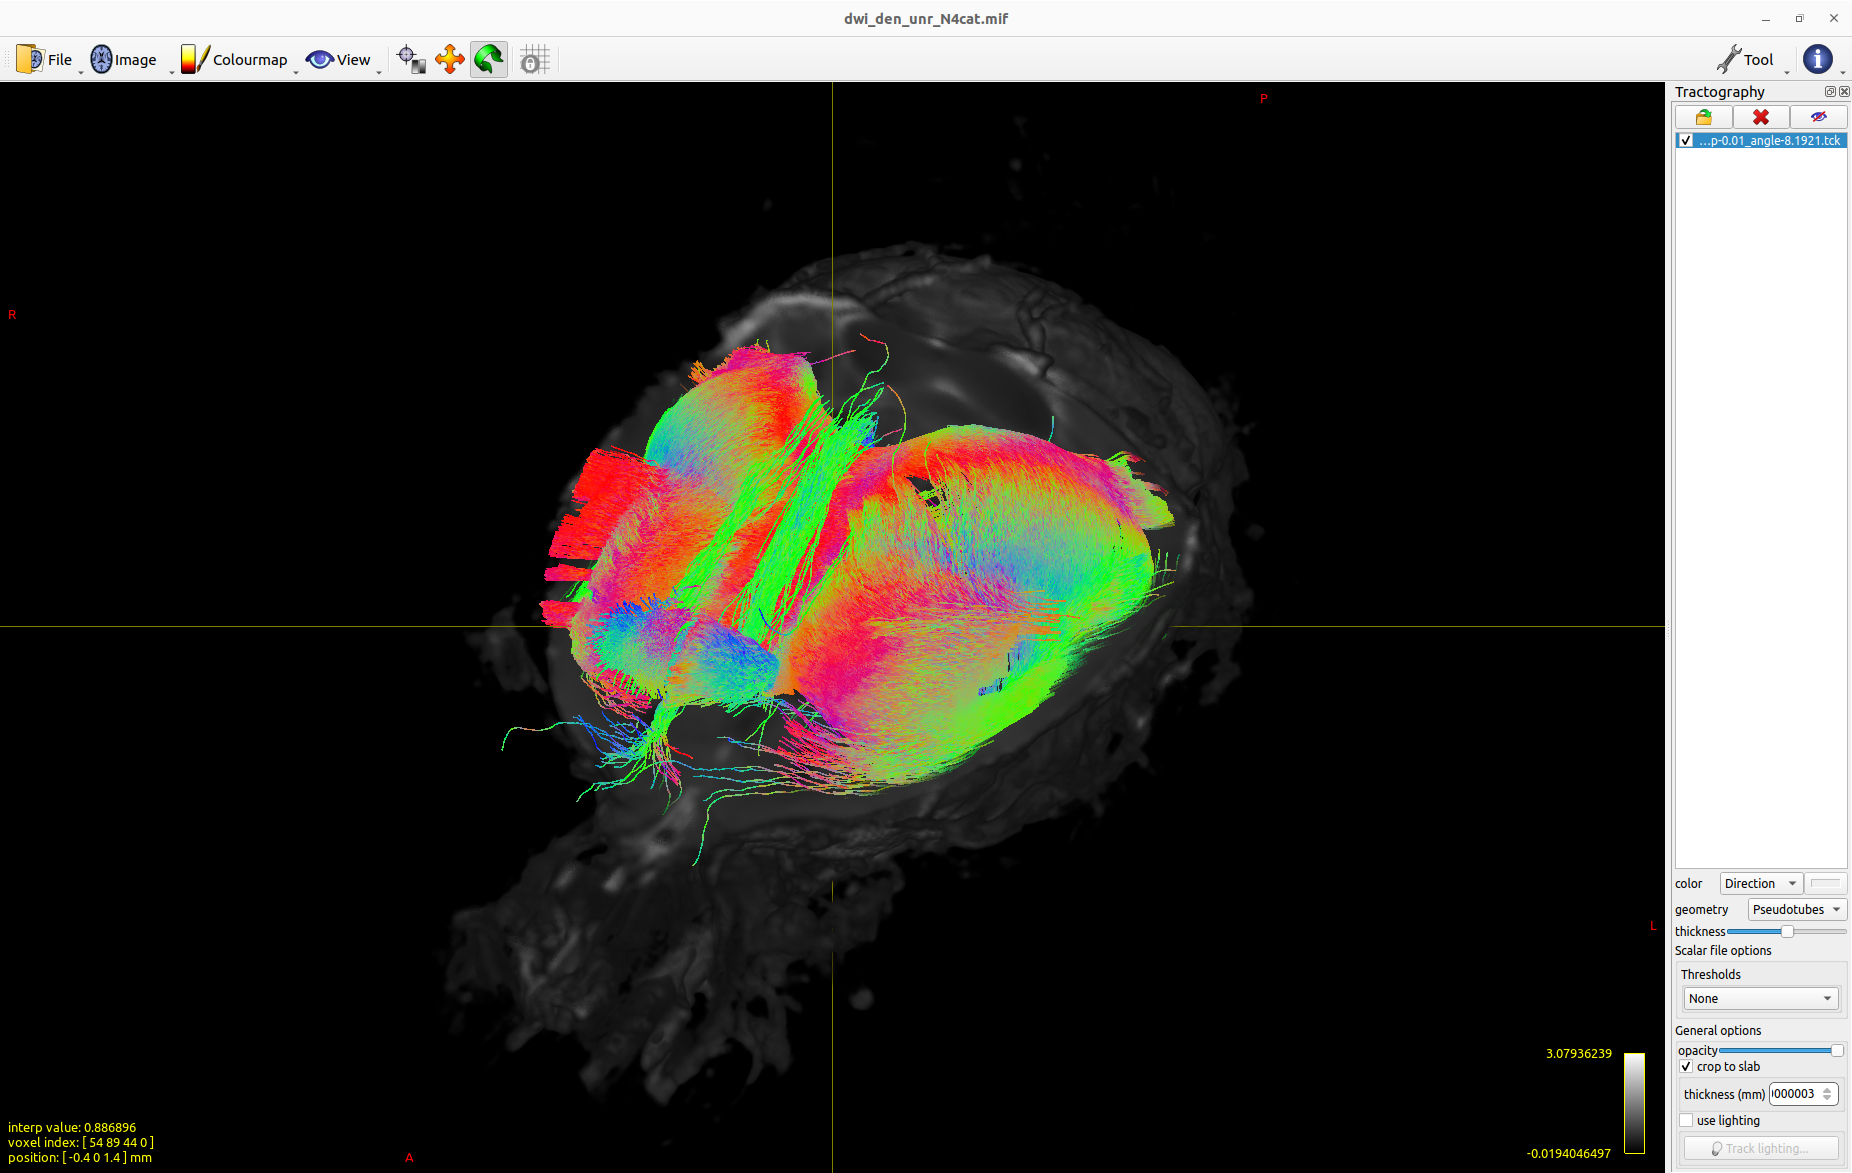 dwi_den_unr_N4cat.mif
File
Image
Colourmap
View
Tool
Tractography
...p-0.01_angle-8.1921.tck
P
R
L
A
color
Direction
geometry
Pseudotubes
thickness
Scalar file options
Thresholds
None
General options
opacity
crop to slab
thickness (mm)
000003
use lighting
Track lighting...
3.07936239
-0.0194046497
interp value: 0.886896
voxel index: [ 54 89 44 0 ]
position: [ -0.4 0 1.4 ] mm